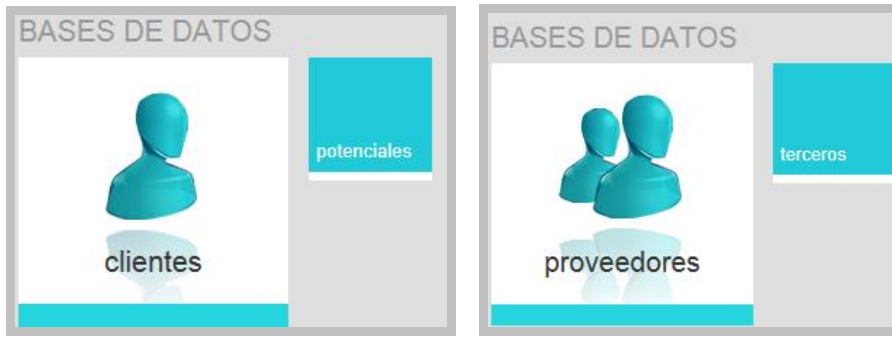 BASES DE DATOS
potenciales
clientes
BASES DE DATOS
terceros
proveedores